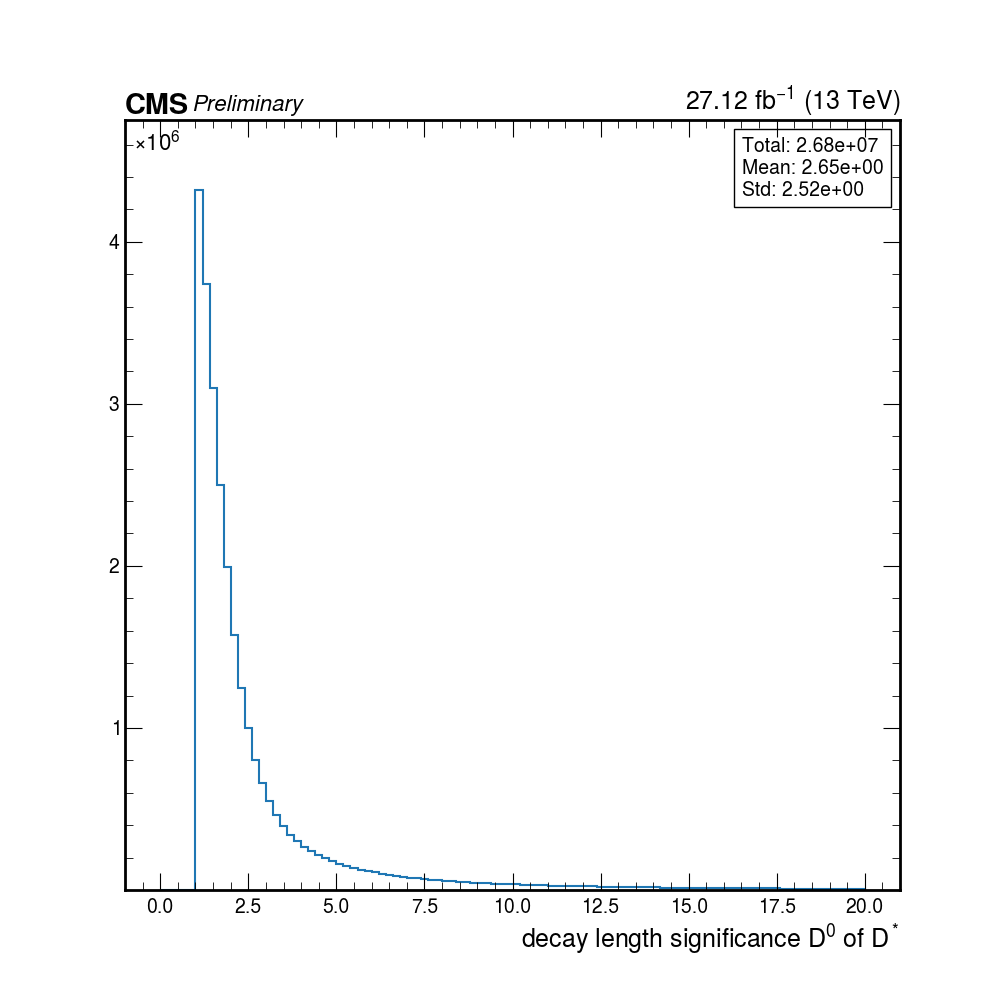 CMS Preliminary 27.12 fb⁻¹ (13 TeV)
×10⁶
Total: 2.68e+07
Mean: 2.65e+00
Std: 2.52e+00
4
3
2
1
0.0 2.5 5.0 7.5 10.0 12.5 15.0 17.5 20.0
decay length significance D⁰ of D*